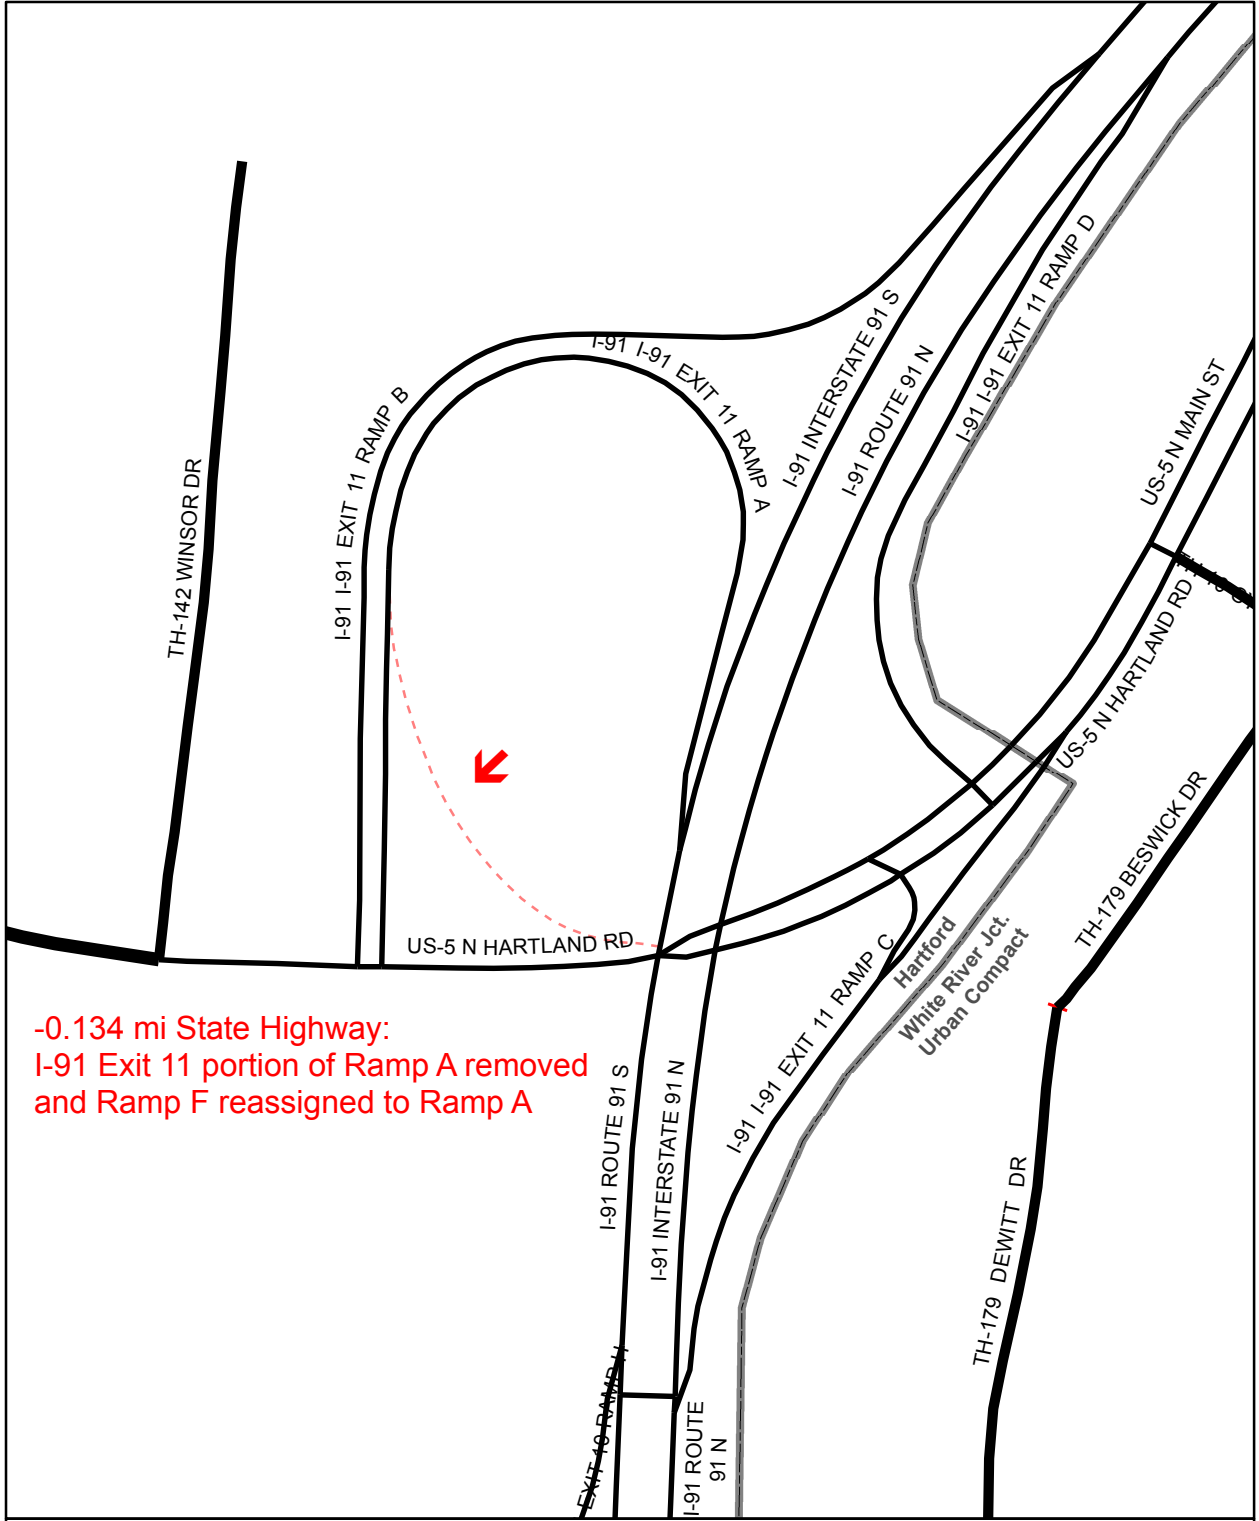 I-91 INTERSTATE 91 S
I-91 ROUTE 91 N
I-91 I-91 EXIT 11 RAMP D
I-91 I-91 EXIT 11 RAMP A
I-91 I-91 EXIT 11 RAMP B
TH-142 WINSOR DR
US-5 N MAIN ST
US-5 N HARTLAND RD
TH-179 BESWICK DR
US-5 N HARTLAND RD
Hartford
White River Jct.
Urban Compact
I-91 I-91 EXIT 11 RAMP C
-0.134 mi State Highway:
I-91 Exit 11 portion of Ramp A removed
and Ramp F reassigned to Ramp A
I-91 ROUTE 91 S
I-91 INTERSTATE 91 N
TH-179 DEWITT DR
EXIT 10 RAMP H
I-91 ROUTE
91 N